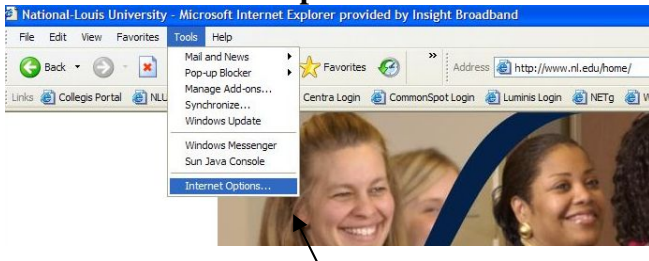 National-Louis University - Microsoft Internet Explorer provided by Insight Broadband
File Edit View Favorites Tools Help
Back Favorites » Address http://www.nl.edu/home/
Links Collegis Portal NLU Centra Login CommonSpot Login Luminis Login NETg
Mail and News
Pop-up Blocker
Manage Add-ons...
Synchronize...
Windows Update
Windows Messenger
Sun Java Console
Internet Options...